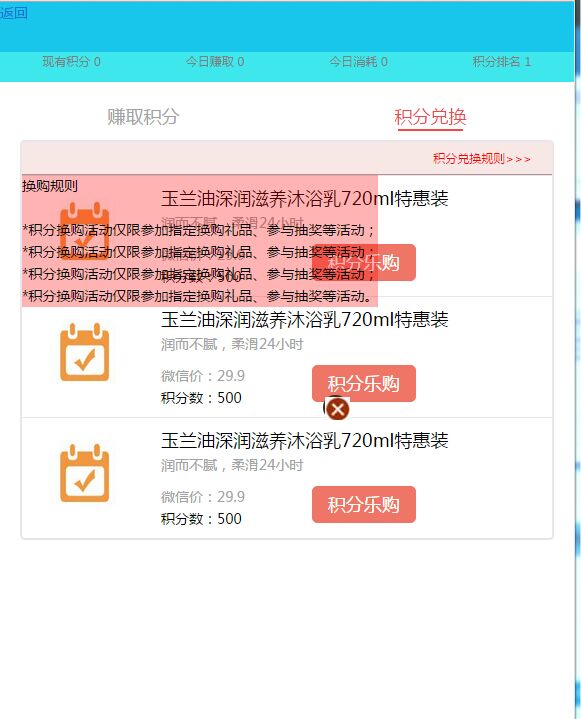 返回
现有积分 0 今日赚取 0 今日消耗 0 积分排名 1
赚取积分 积分兑换
积分兑换规则>>>
换购规则
*积分换购活动仅限参加指定换购礼品、参与抽奖等活动；
*积分换购活动仅限参加指定换购礼品、参与抽奖等活动；
*积分换购活动仅限参加指定换购礼品、参与抽奖等活动；
*积分换购活动仅限参加指定换购礼品、参与抽奖等活动。
玉兰油深润滋养沐浴乳720ml特惠装
润而不腻，柔滑24小时
积分数：500
积分乐购
玉兰油深润滋养沐浴乳720ml特惠装
润而不腻，柔滑24小时
微信价：29.9
积分数：500
积分乐购
玉兰油深润滋养沐浴乳720ml特惠装
润而不腻，柔滑24小时
微信价：29.9
积分数：500
积分乐购